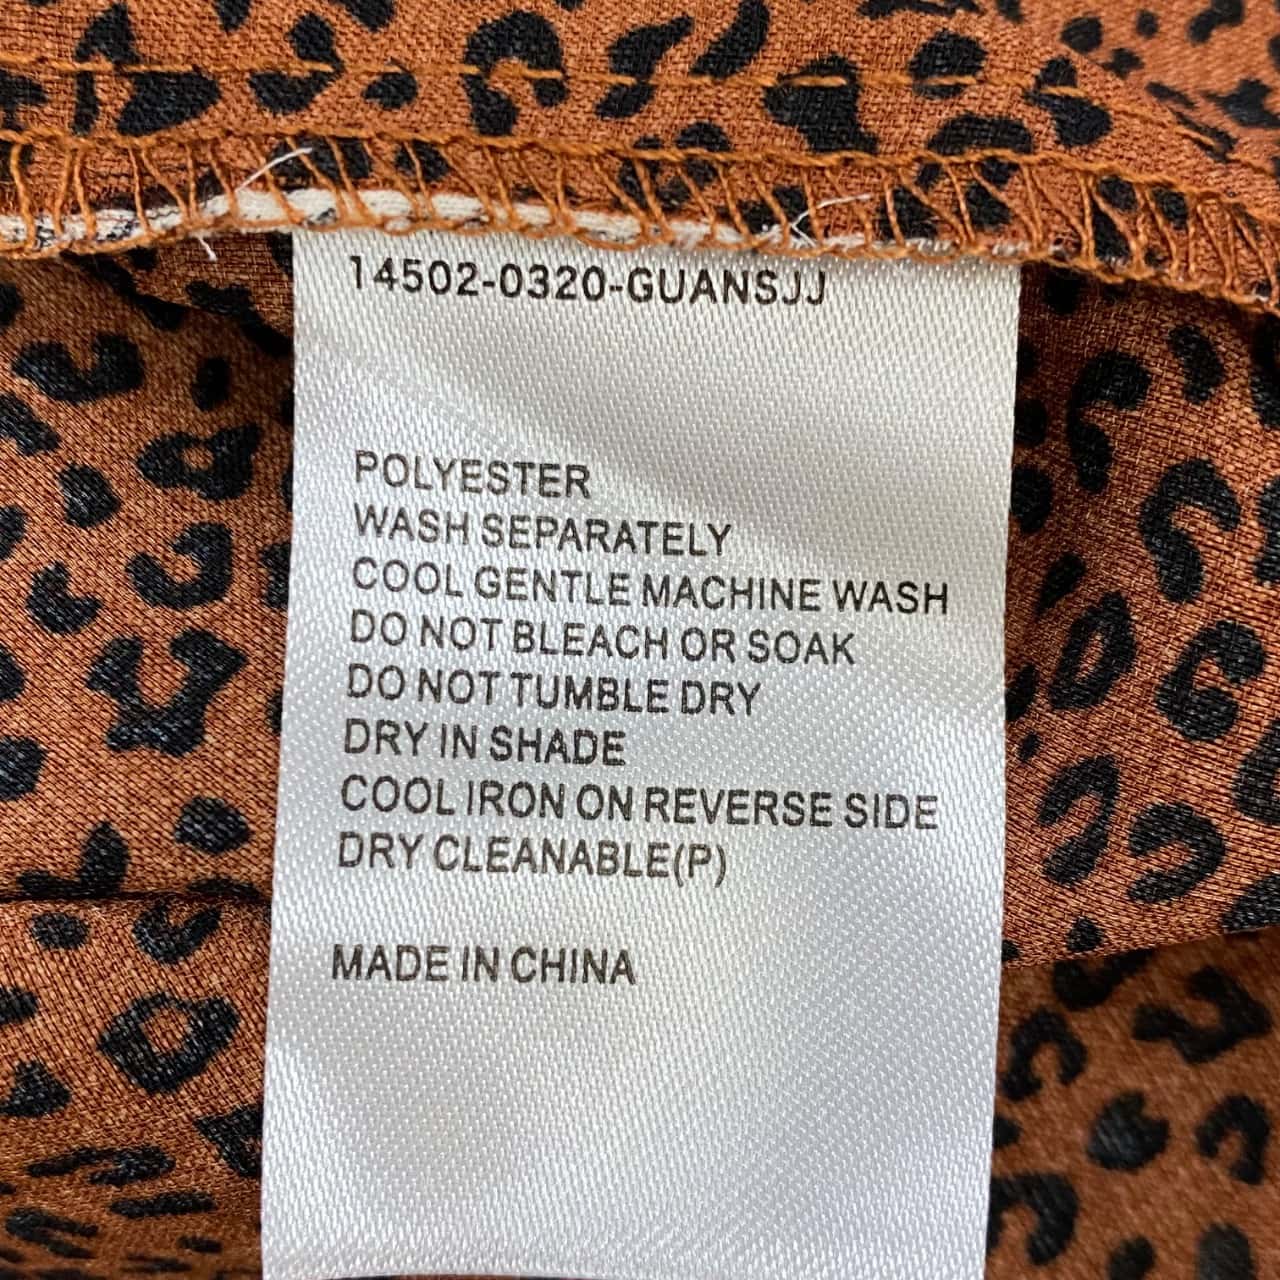 14502-0320-GUANSJJ
POLYESTER
WASH SEPARATELY
COOL GENTLE MACHINE WASH
DO NOT BLEACH OR SOAK
DO NOT TUMBLE DRY
DRY IN SHADE
COOL IRON ON REVERSE SIDE
DRY CLEANABLE(P)
MADE IN CHINA